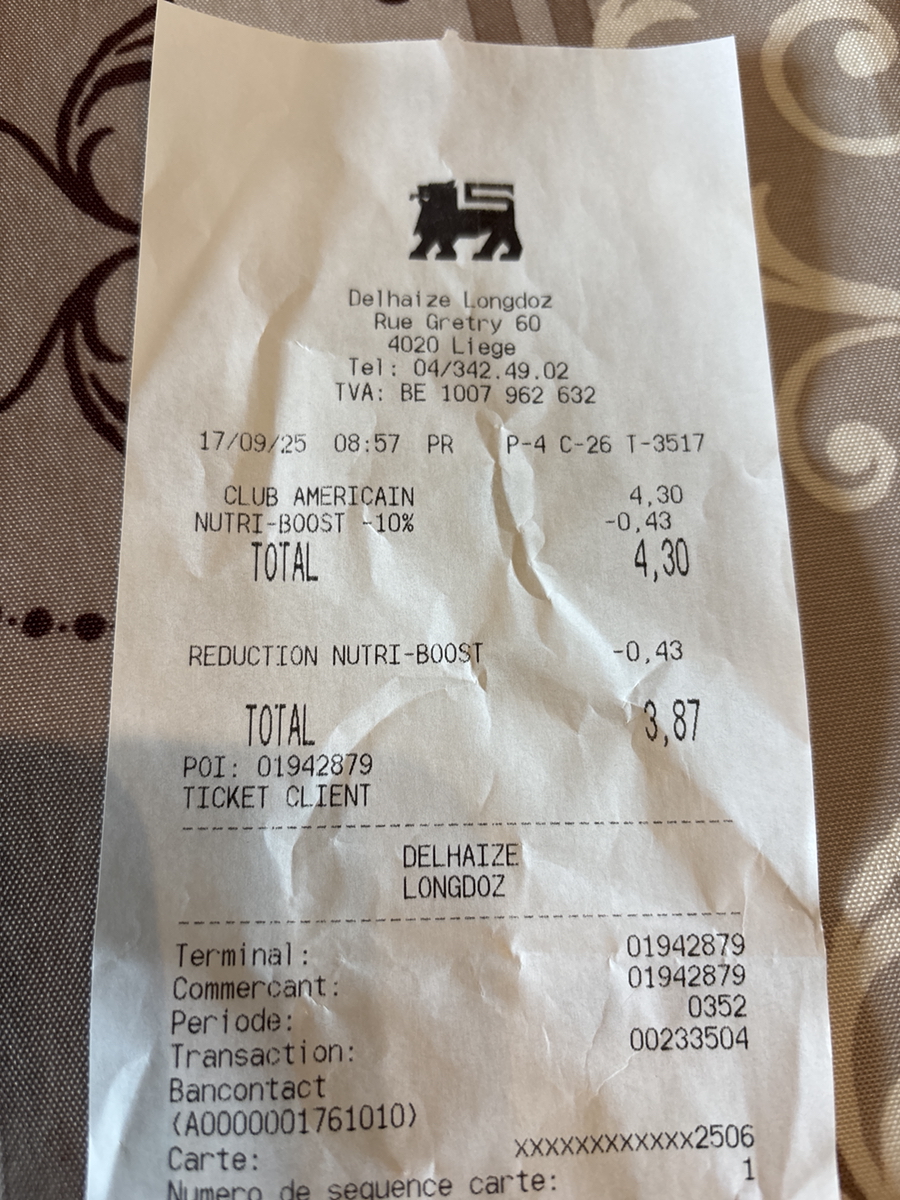 Delhaize Longdoz
Rue Gretry 60
4020 Liege
Tel: 04/342.49.02
TVA: BE 1007 962 632
17/09/25 08:57 PR P-4 C-26 T-3517
CLUB AMERICAIN 4,30
NUTRI-BOOST -10% -0,43
TOTAL 4,30
REDUCTION NUTRI-BOOST -0,43
TOTAL 3,87
POI: 01942879
TICKET CLIENT
DELHAIZE
LONGDOZ
Terminal: 01942879
Commercant: 01942879
Periode: 0352
Transaction: 00233504
Bancontact
(A0000001761010)
Carte: xxxxxxxxxxxxx2506
Numero de sequence carte: 1